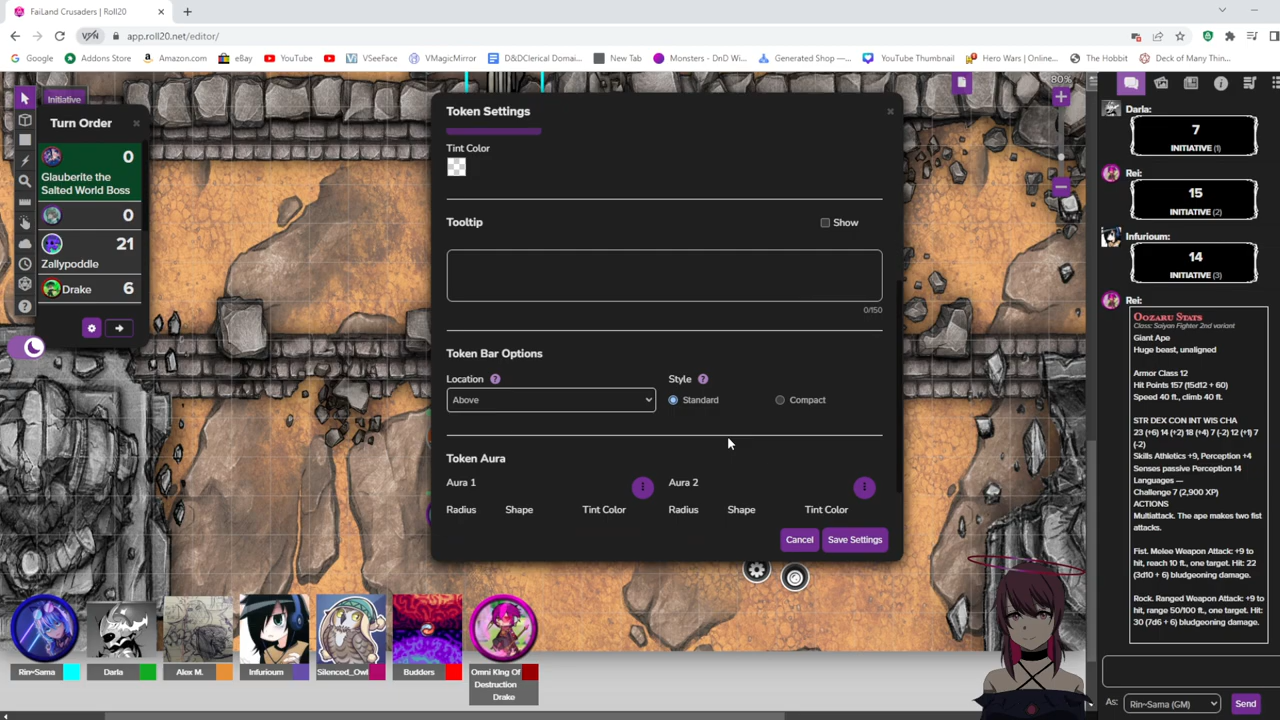 FaiLand Crusaders | Roll20
VPN
app.roll20.net/editor/
Google
Addons Store
Amazon.com
eBay
YouTube
VSeeFace
VMagicMirror
D&DClerical Domai...
New Tab
Monsters - DnD Wi...
Generated Shop —...
YouTube Thumbnail
Hero Wars | Online...
The Hobbit
Deck of Many Thin...
80%
Initiative
Turn Order
0
Glauberite the
Salted World Boss
0
21
Zallypoddle
Drake
6
Token Settings
Tint Color
Tooltip
Show
0/150
Token Bar Options
Location
Style
Above
Standard
Compact
Token Aura
Aura 1
Aura 2
Radius
Shape
Tint Color
Radius
Shape
Tint Color
Cancel
Save Settings
Darla:
7
INITIATIVE (1)
Rei:
15
INITIATIVE (2)
Infurioum:
14
INITIATIVE (3)
Rei:
Oozaru Stats
Class: Saiyan Fighter 2nd variant
Giant Ape
Huge beast, unaligned
Armor Class 12
Hit Points 157 (15d12 + 60)
Speed 40 ft., climb 40 ft.
STR DEX CON INT WIS CHA
23 (+6) 14 (+2) 18 (+4) 7 (-2) 12 (+1) 7
(-2)
Skills Athletics +9, Perception +4
Senses passive Perception 14
Languages —
Challenge 7 (2,900 XP)
ACTIONS
Multiattack. The ape makes two fist
attacks.
Fist. Melee Weapon Attack: +9 to
hit, reach 10 ft., one target. Hit: 22
(3d10 + 6) bludgeoning damage.
Rock. Ranged Weapon Attack: +9 to
hit, range 50/100 ft., one target. Hit:
30 (7d6 + 6) bludgeoning damage.
Rin~Sama
Darla
Alex M.
Infurioum
Silenced_Owl
Budders
Omni King Of
Destruction
Drake
As:
Rin~Sama (GM)
Send